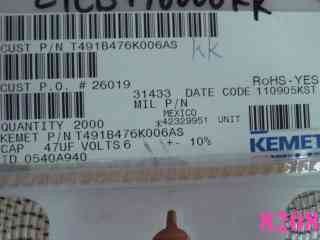 CUST P/N T491B476K006AS
KK
CUST P.O. # 26019
RoHS-YES
31433 DATE CODE 110905KST
MIL P/N
MEXICO
QUANTITY 2000 42329951 UNIT
KEMET P/N T491B476K006AS
CAP 47UF VOLTS 6 +- 10%
ID 0540A940
KEMET